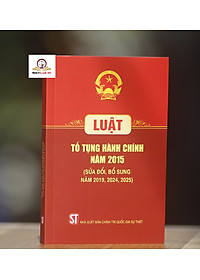 LUẬT
TỐ TỤNG HÀNH CHÍNH
NĂM 2015
(SỬA ĐỔI, BỔ SUNG
NĂM 2019, 2024, 2025)
ST
NHÀ XUẤT BẢN CHÍNH TRỊ QUỐC GIA SỰ THẬT